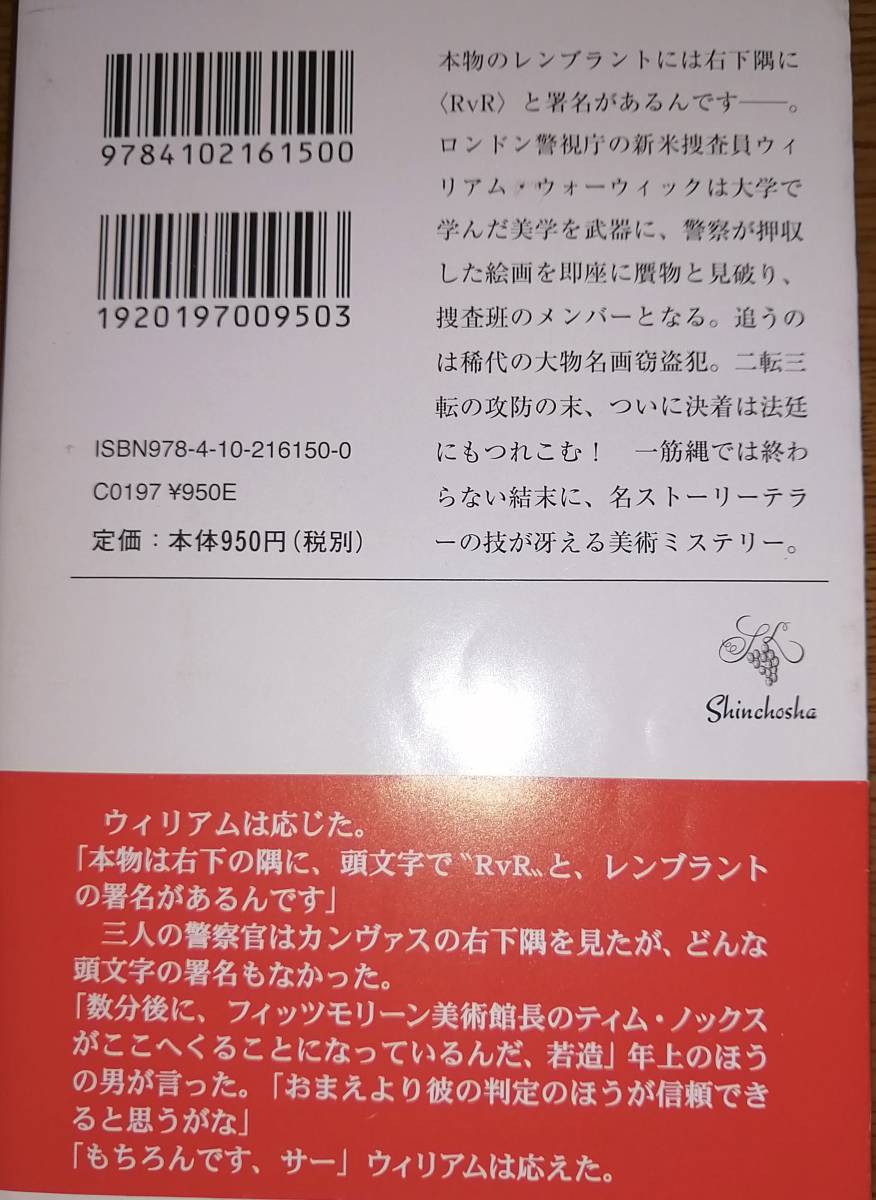 9784102161500
1920197009503
ISBN978-4-10-216150-0
C0197 ¥950E
定価：本体950円（税別）
本物のレンブラントには右下隅に
〈RvR〉と署名があるんです――。
ロンドン警視庁の新米捜査員ウィ
リアム・ウォーウィックは大学で
学んだ美学を武器に、警察が押収
した絵画を即座に贋物と見破り、
捜査班のメンバーとなる。追うの
は稀代の大物名画窃盗犯。二転三
転の攻防の末、ついに決着は法廷
にもつれこむ！　一筋縄では終わ
らない結末に、名ストーリーテラ
ーの技が冴える美術ミステリー。
Shinchosha
ウィリアムは応じた。
「本物は右下の隅に、頭文字で〝RvR〟と、レンブラント
の署名があるんです」
三人の警察官はカンヴァスの右下隅を見たが、どんな
頭文字の署名もなかった。
「数分後に、フィッツモリーン美術館長のティム・ノックス
がここへくることになっているんだ、若造」年上のほう
の男が言った。「おまえより彼の判定のほうが信頼でき
ると思うがな」
「もちろんです、サー」ウィリアムは応えた。